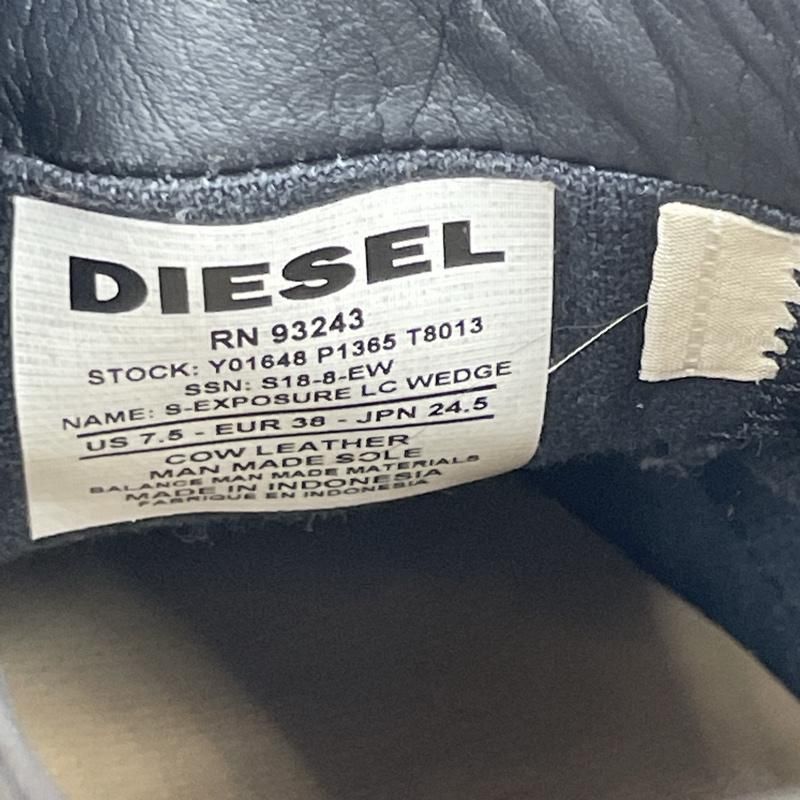 DIESEL
RN 93243
STOCK: Y01648 P1365 T8013
SSN: S18-8-EW
NAME: S-EXPOSURE LC WEDGE
US 7.5 - EUR 38 - JPN 24.5
COW LEATHER
MAN MADE SOLE
BALANCE MAN MADE MATERIALS
MADE IN INDONESIA
FABRIQUE EN INDONESIA